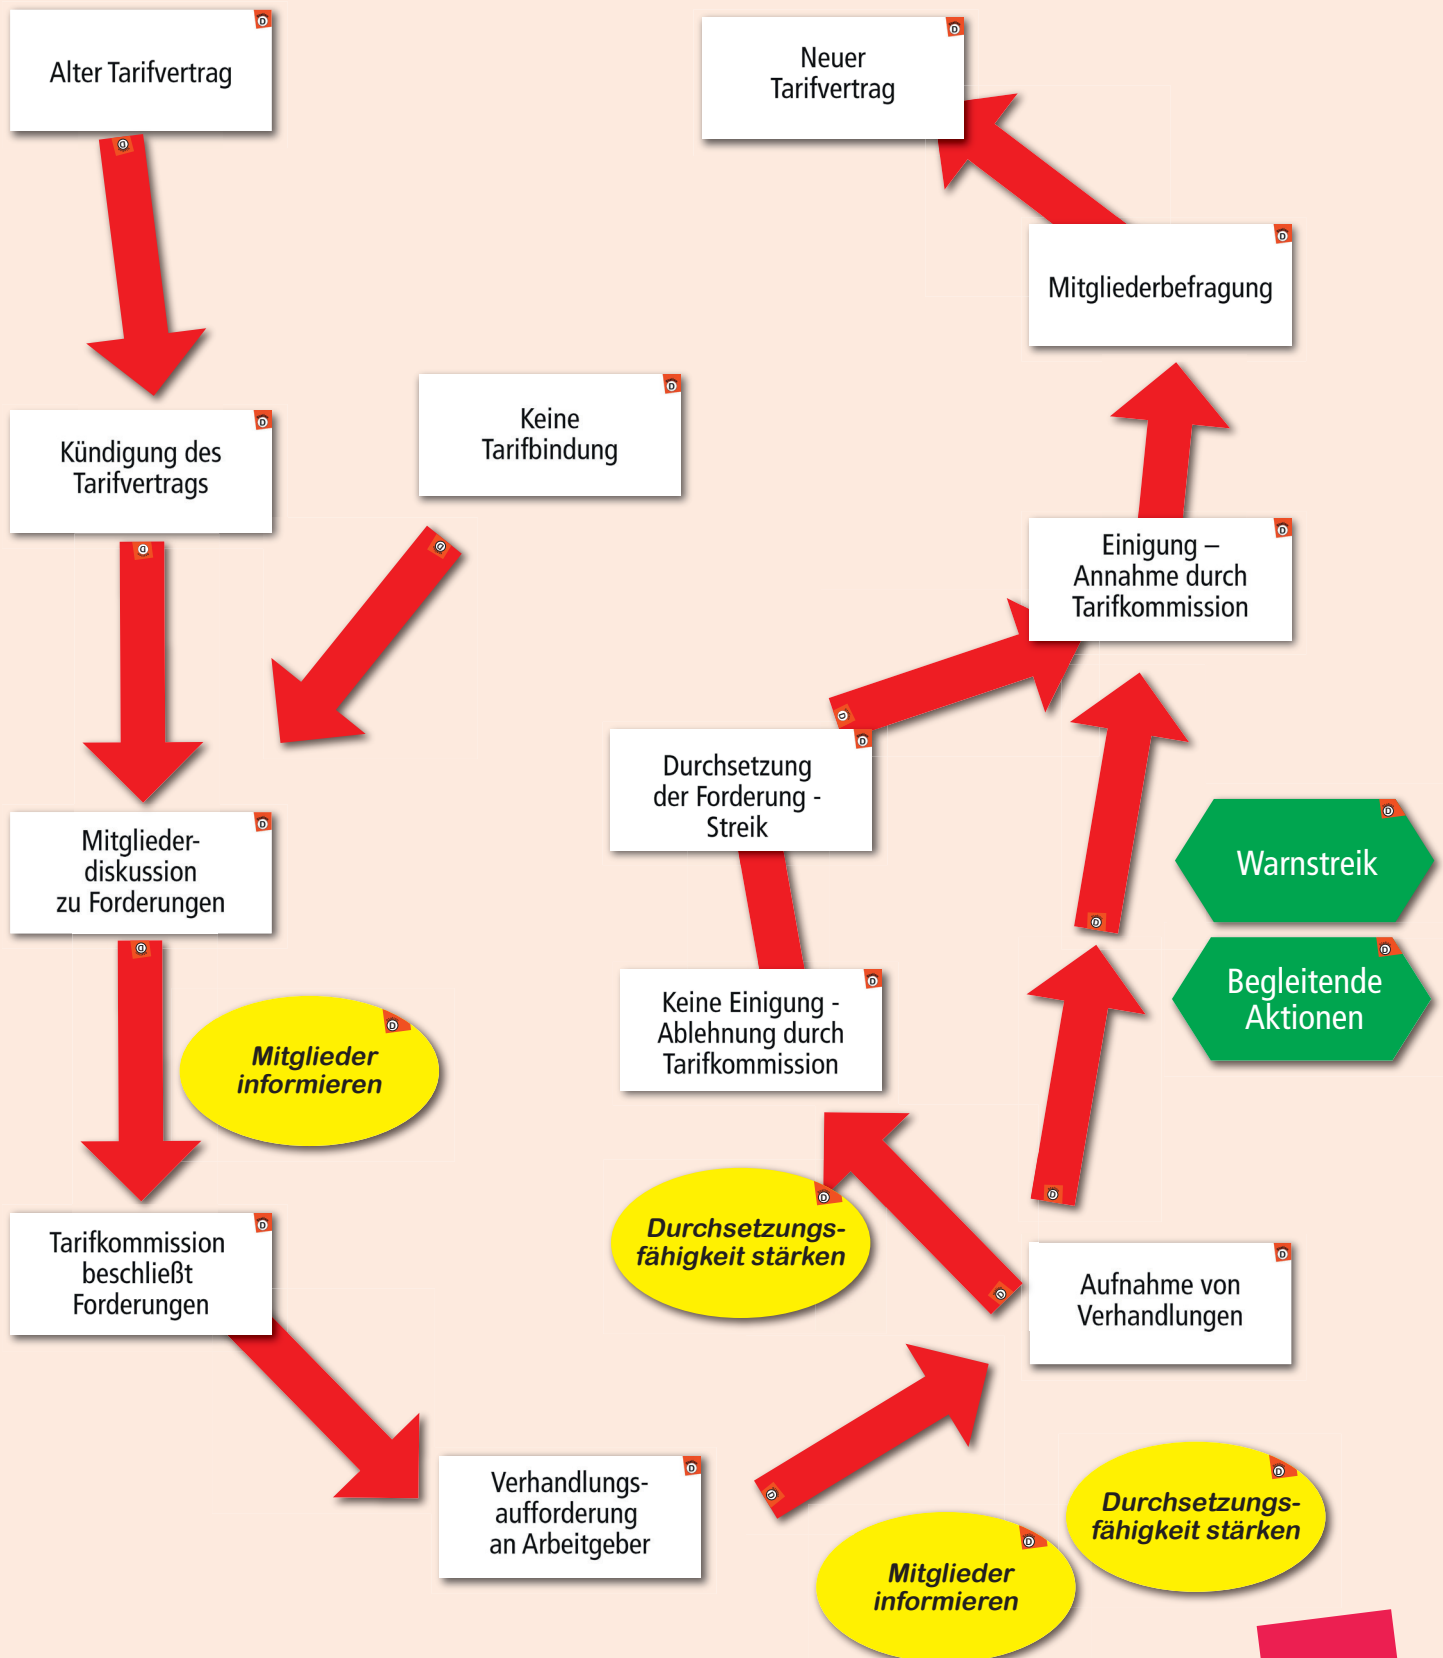 Alter Tarifvertrag
Neuer
Tarifvertrag
Mitgliederbefragung
Keine
Tarifbindung
Kündigung des
Tarifvertrags
Einigung –
Annahme durch
Tarifkommission
Durchsetzung
der Forderung -
Streik
Mitglieder-
diskussion
zu Forderungen
Warnstreik
Begleitende
Aktionen
Keine Einigung -
Ablehnung durch
Tarifkommission
Mitglieder
informieren
Durchsetzungs-
fähigkeit stärken
Tarifkommission
beschließt
Forderungen
Aufnahme von
Verhandlungen
Verhandlungs-
aufforderung
an Arbeitgeber
Durchsetzungs-
fähigkeit stärken
Mitglieder
informieren